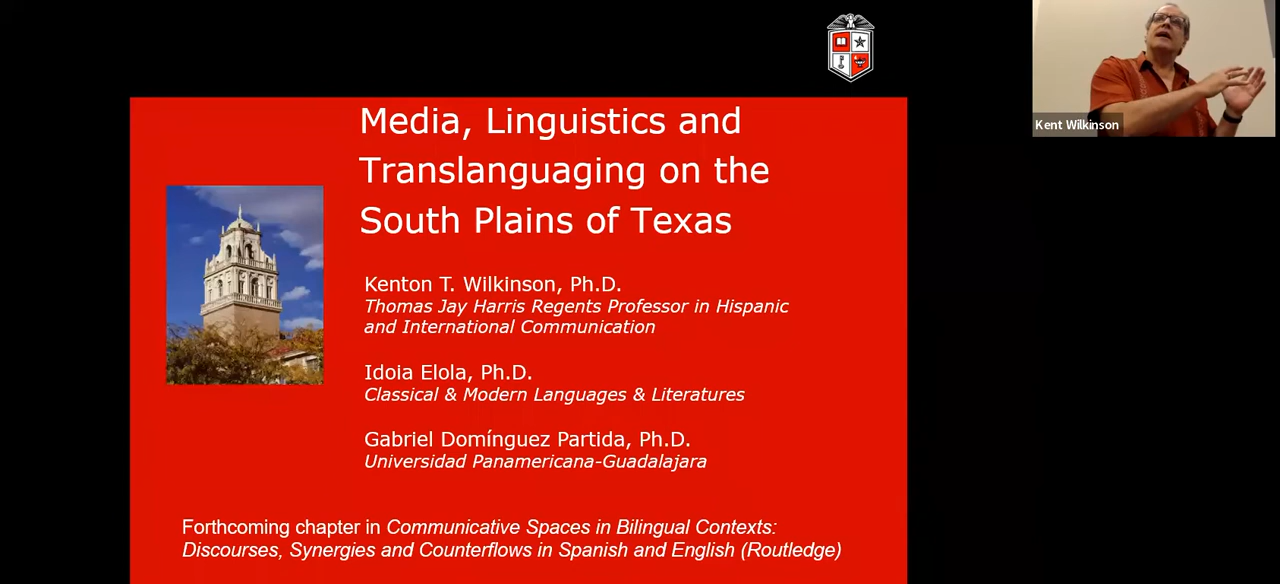 Media, Linguistics and
Translanguaging on the
South Plains of Texas
Kenton T. Wilkinson, Ph.D.
Thomas Jay Harris Regents Professor in Hispanic
and International Communication
Idoia Elola, Ph.D.
Classical & Modern Languages & Literatures
Gabriel Domínguez Partida, Ph.D.
Universidad Panamericana-Guadalajara
Forthcoming chapter in Communicative Spaces in Bilingual Contexts:
Discourses, Synergies and Counterflows in Spanish and English (Routledge)
Kent Wilkinson